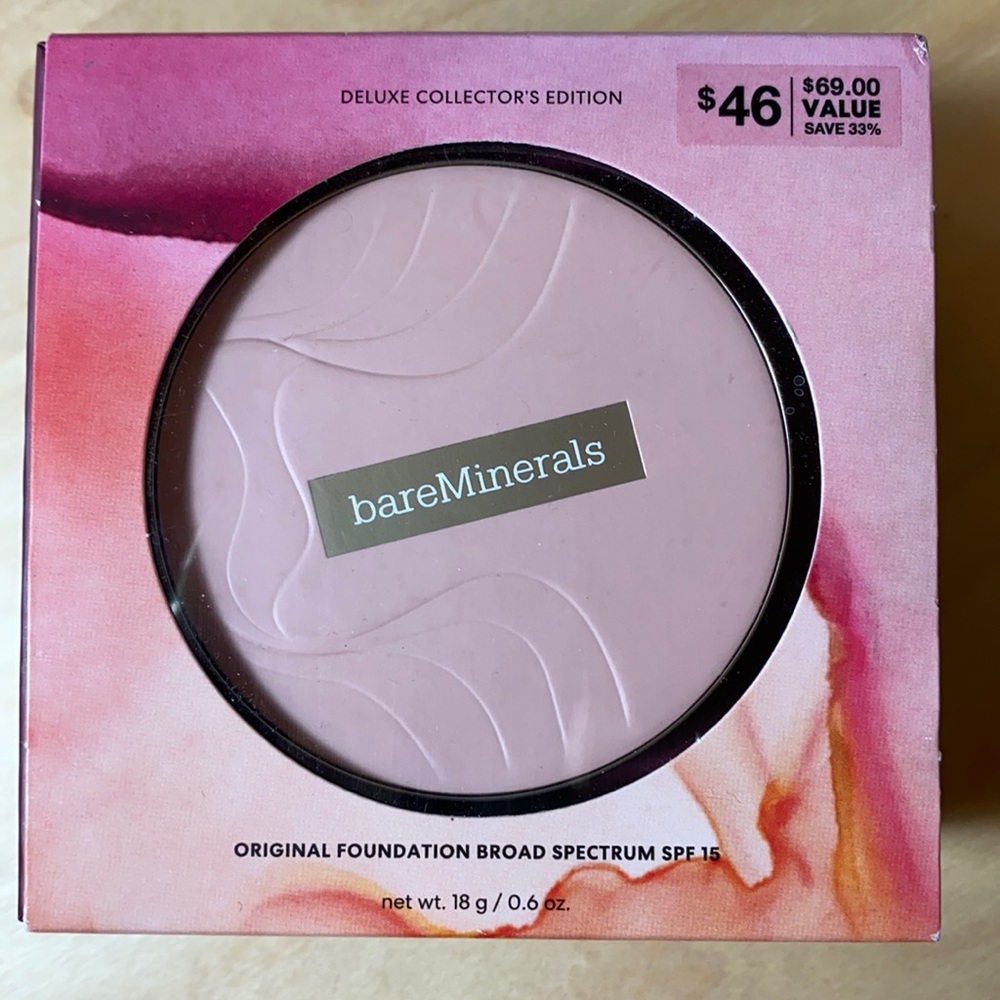 DELUXE COLLECTOR'S EDITION
$46
$69.00
VALUE
SAVE 33%
bareMinerals
ORIGINAL FOUNDATION BROAD SPECTRUM SPF 15
net wt. 18 g / 0.6 oz.